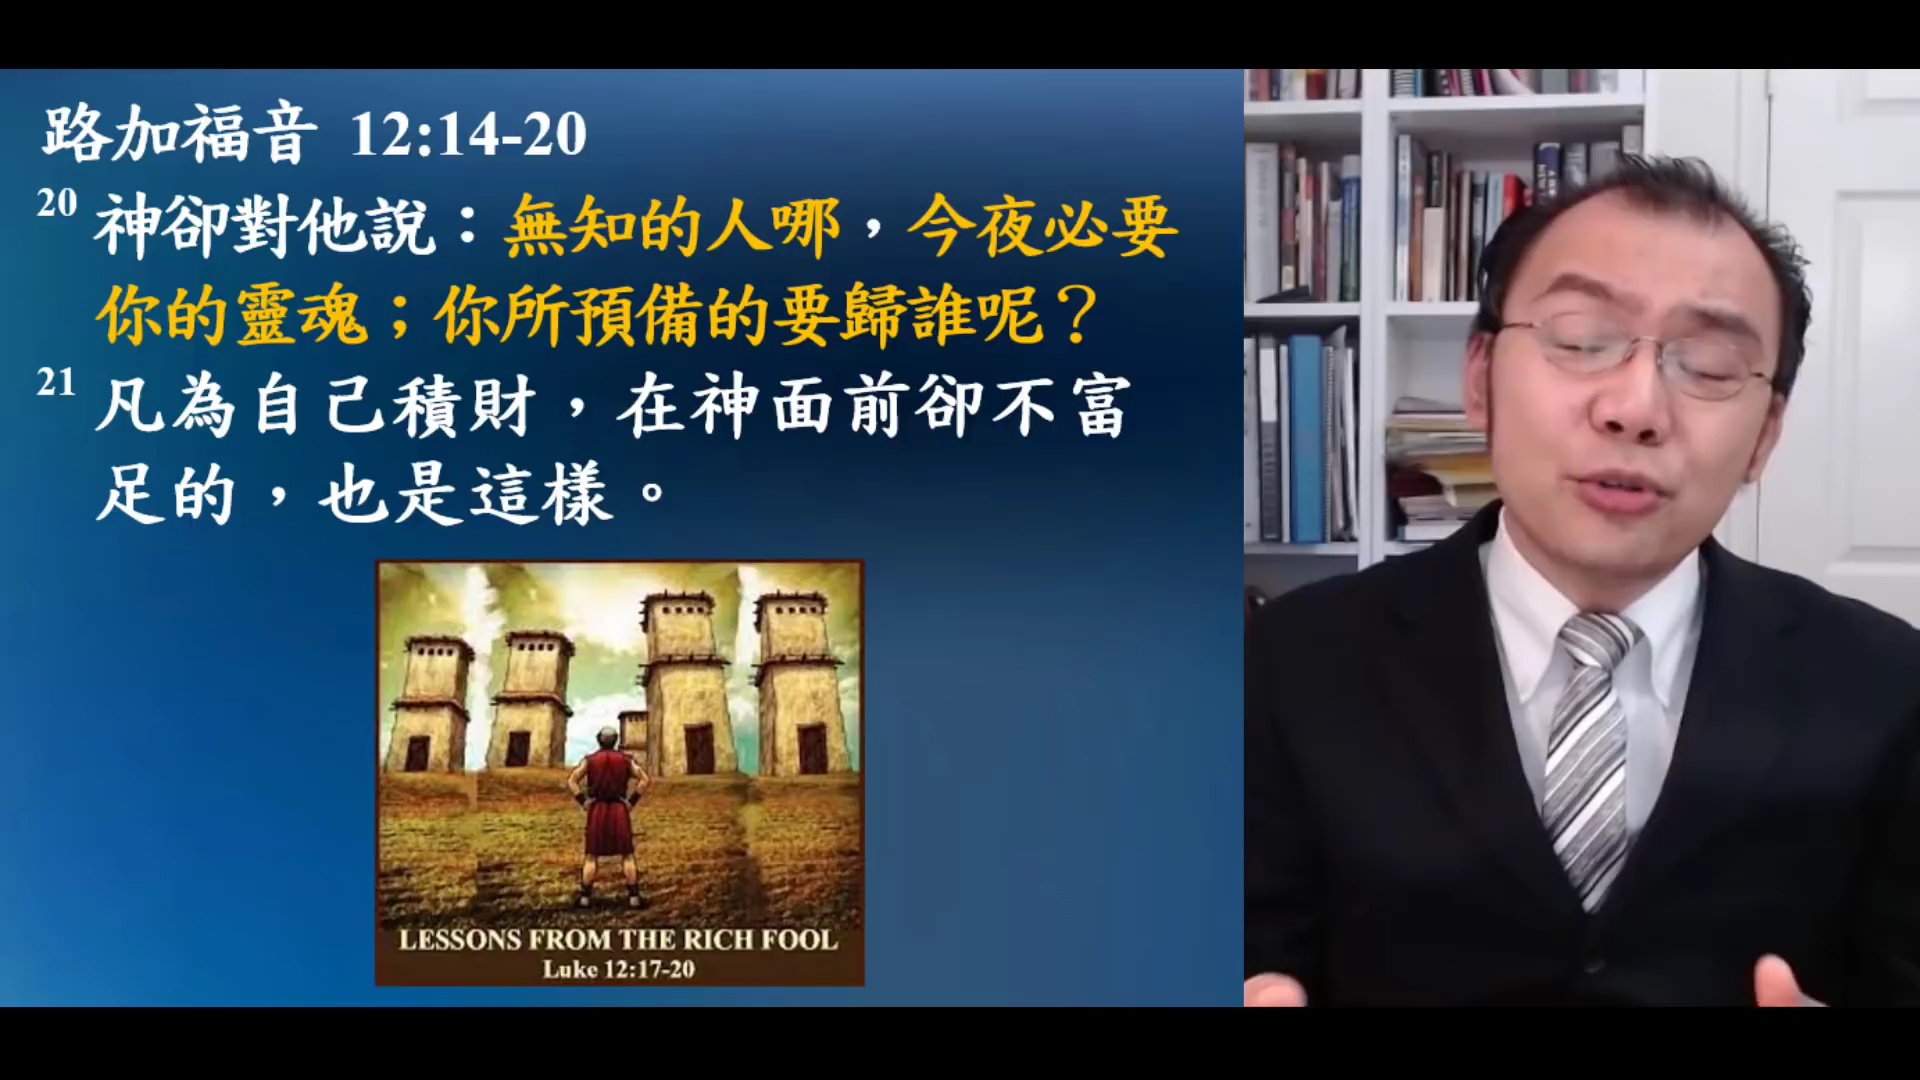 路加福音 12:14-20
20 神卻對他說：無知的人哪，今夜必要
你的靈魂；你所預備的要歸誰呢？
21 凡為自己積財，在神面前卻不富
足的，也是這樣。
LESSONS FROM THE RICH FOOL
Luke 12:17-20